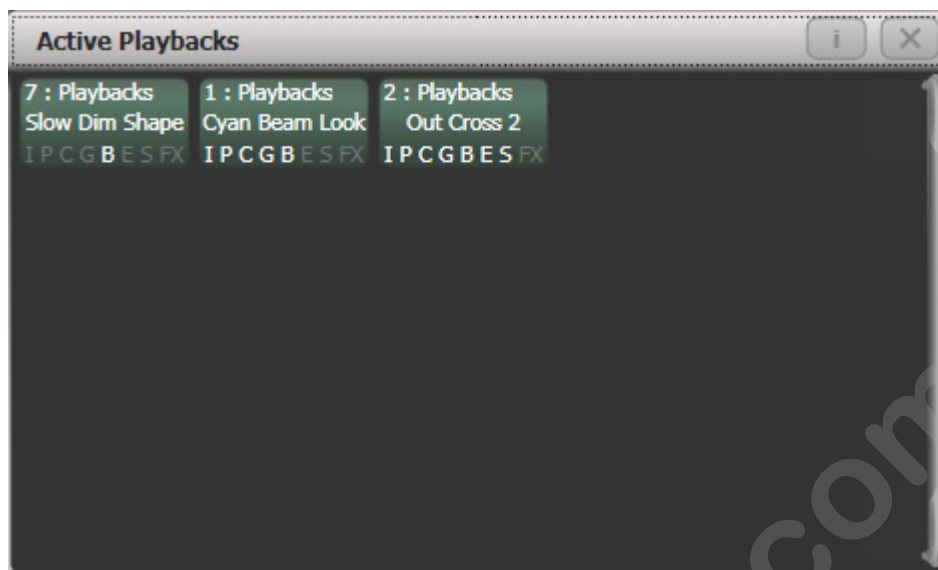 Active Playbacks
i
7 : Playbacks
Slow Dim Shape
I P C G B E S FX
1 : Playbacks
Cyan Beam Look
I P C G B E S FX
2 : Playbacks
Out Cross 2
I P C G B E S FX
com